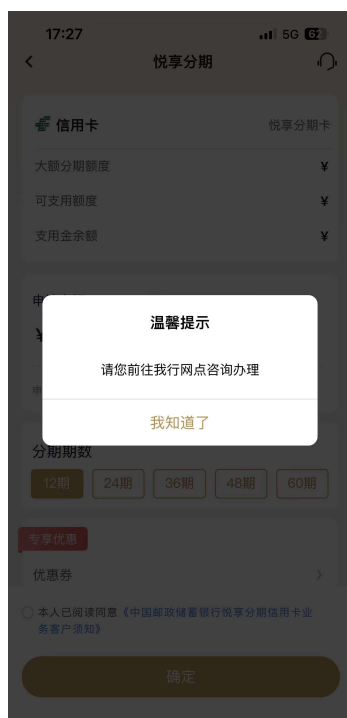 17:27
5G 62
悦享分期
信用卡
悦享分期卡
大额分期额度
¥
可支用额度
¥
支用金余额
¥
申
温馨提示
¥
请您前往我行网点咨询办理
申
我知道了
分期期数
12期 24期 36期 48期 60期
专享优惠
优惠券
本人已阅读同意《中国邮政储蓄银行悦享分期信用卡业
务客户须知》
确定